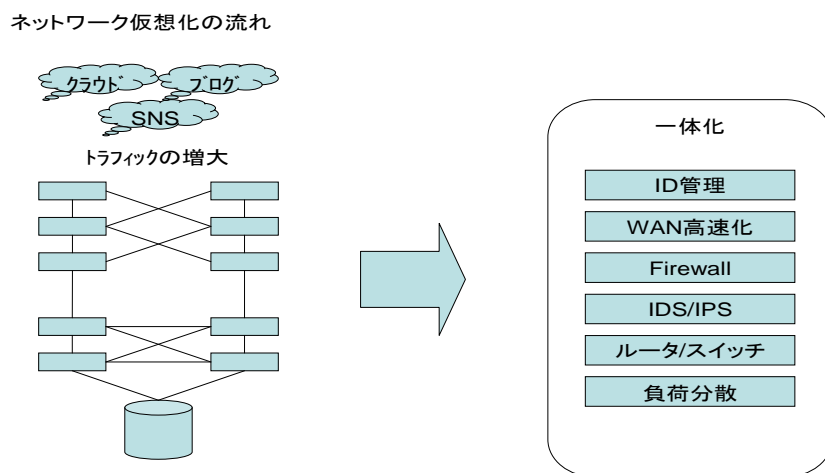 ネットワーク仮想化の流れ
クラウド
ブログ
SNS
トラフィックの増大
一体化
ID管理
WAN高速化
Firewall
IDS/IPS
ルータ/スイッチ
負荷分散